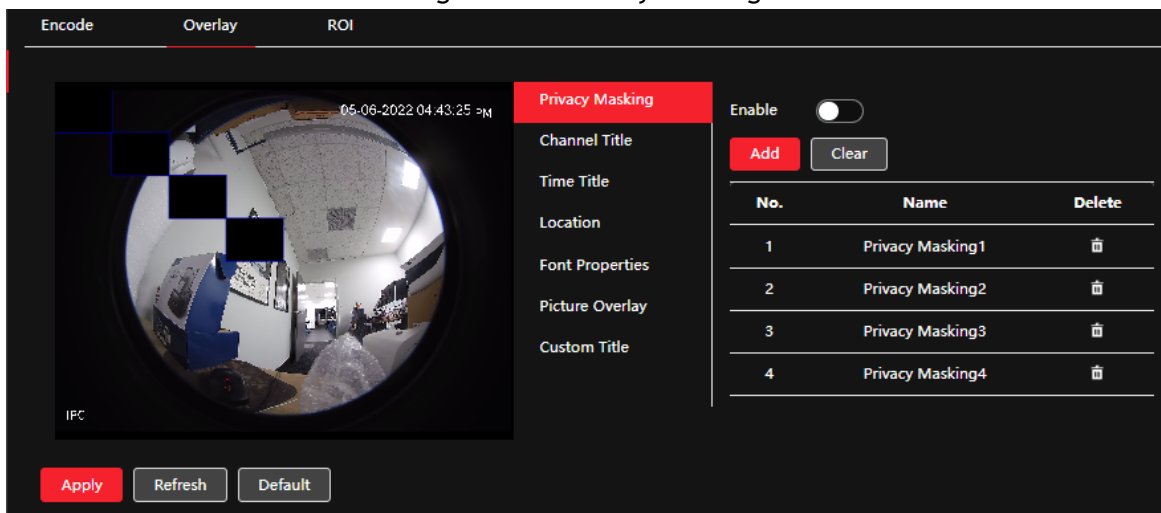 Encode Overlay ROI
05-06-2022 04:43:25 PM
IPC
Privacy Masking
Channel Title
Time Title
Location
Font Properties
Picture Overlay
Custom Title
Enable
Add Clear
No. Name Delete
1 Privacy Masking1
2 Privacy Masking2
3 Privacy Masking3
4 Privacy Masking4
Apply Refresh Default